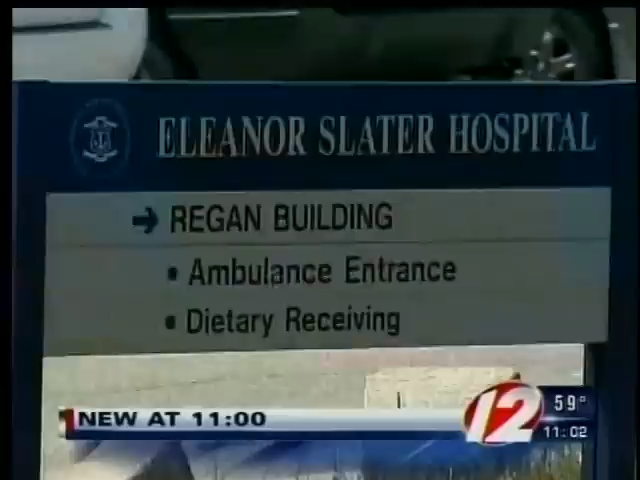 ELEANOR SLATER HOSPITAL
→ REGAN BUILDING
• Ambulance Entrance
• Dietary Receiving
NEW AT 11:00
12
59°
11:02